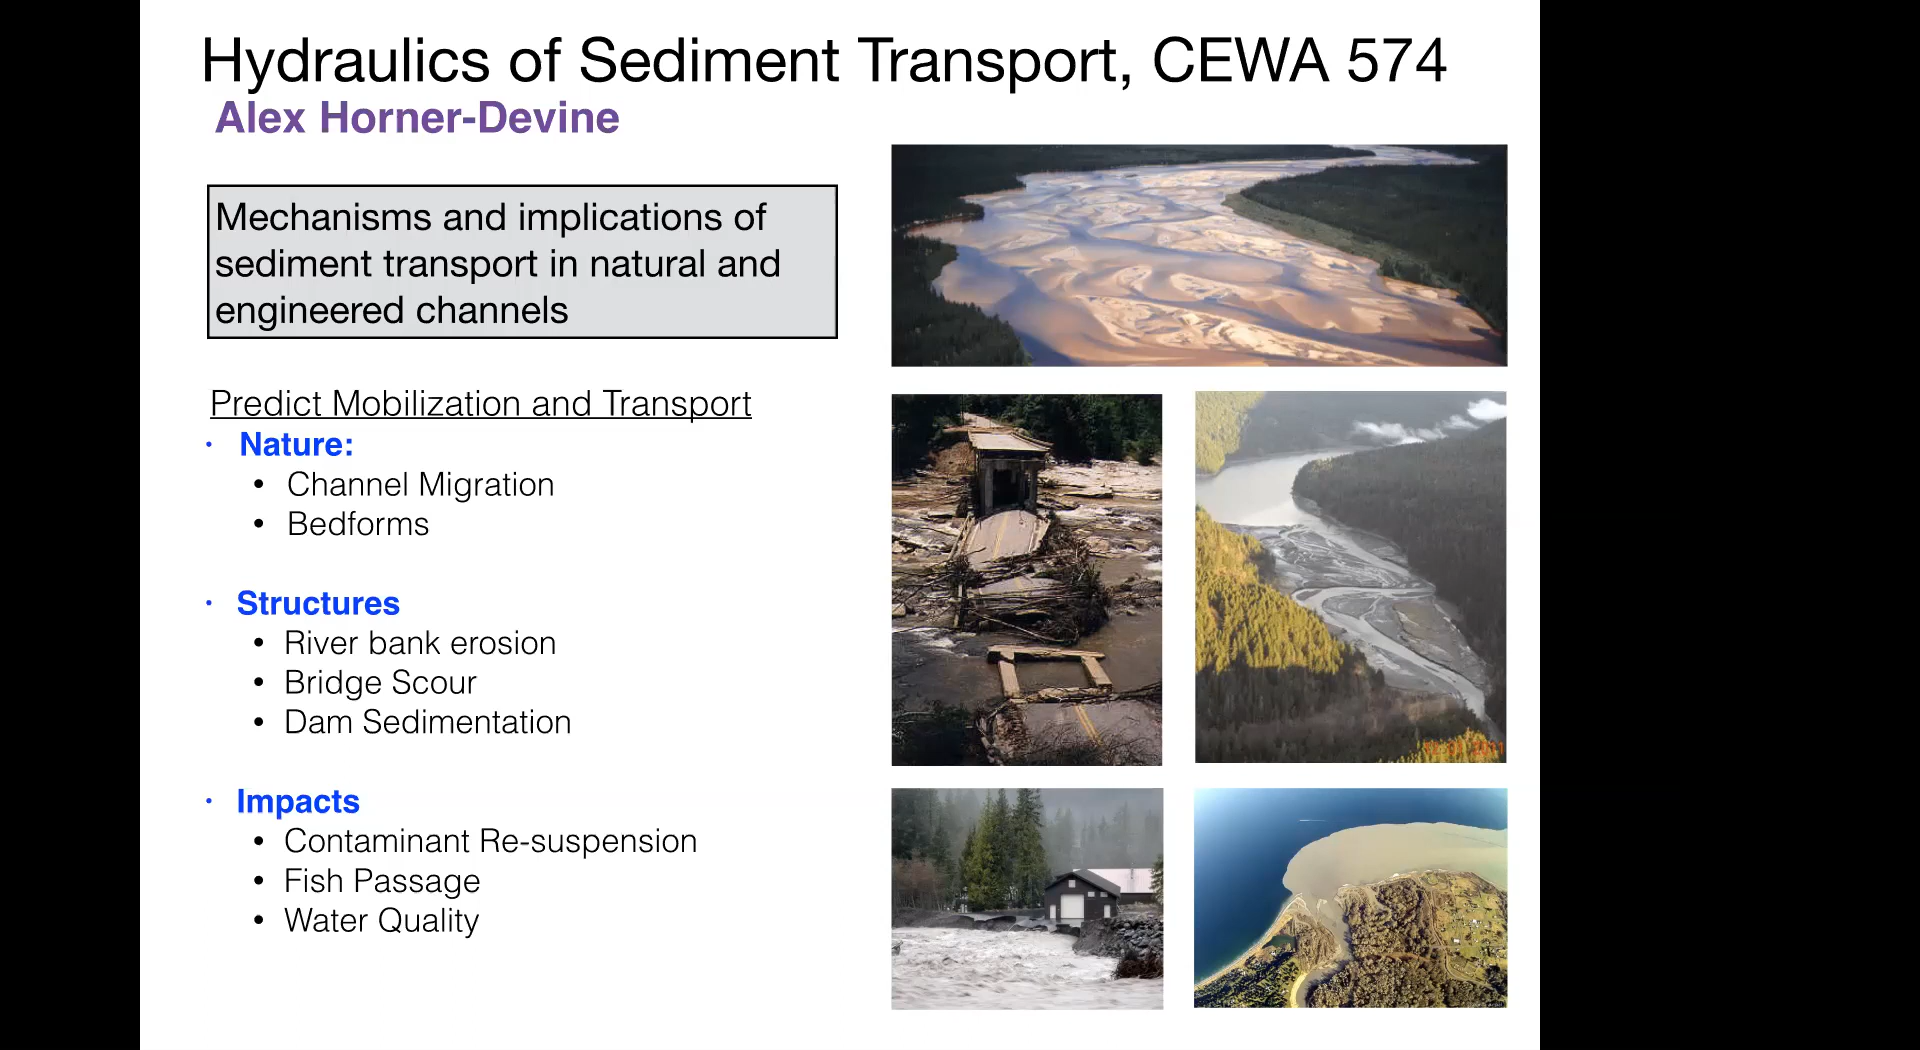 Hydraulics of Sediment Transport, CEWA 574
Alex Horner-Devine
Mechanisms and implications of
sediment transport in natural and
engineered channels
Predict Mobilization and Transport
· Nature:
• Channel Migration
• Bedforms
· Structures
• River bank erosion
• Bridge Scour
• Dam Sedimentation
· Impacts
• Contaminant Re-suspension
• Fish Passage
• Water Quality